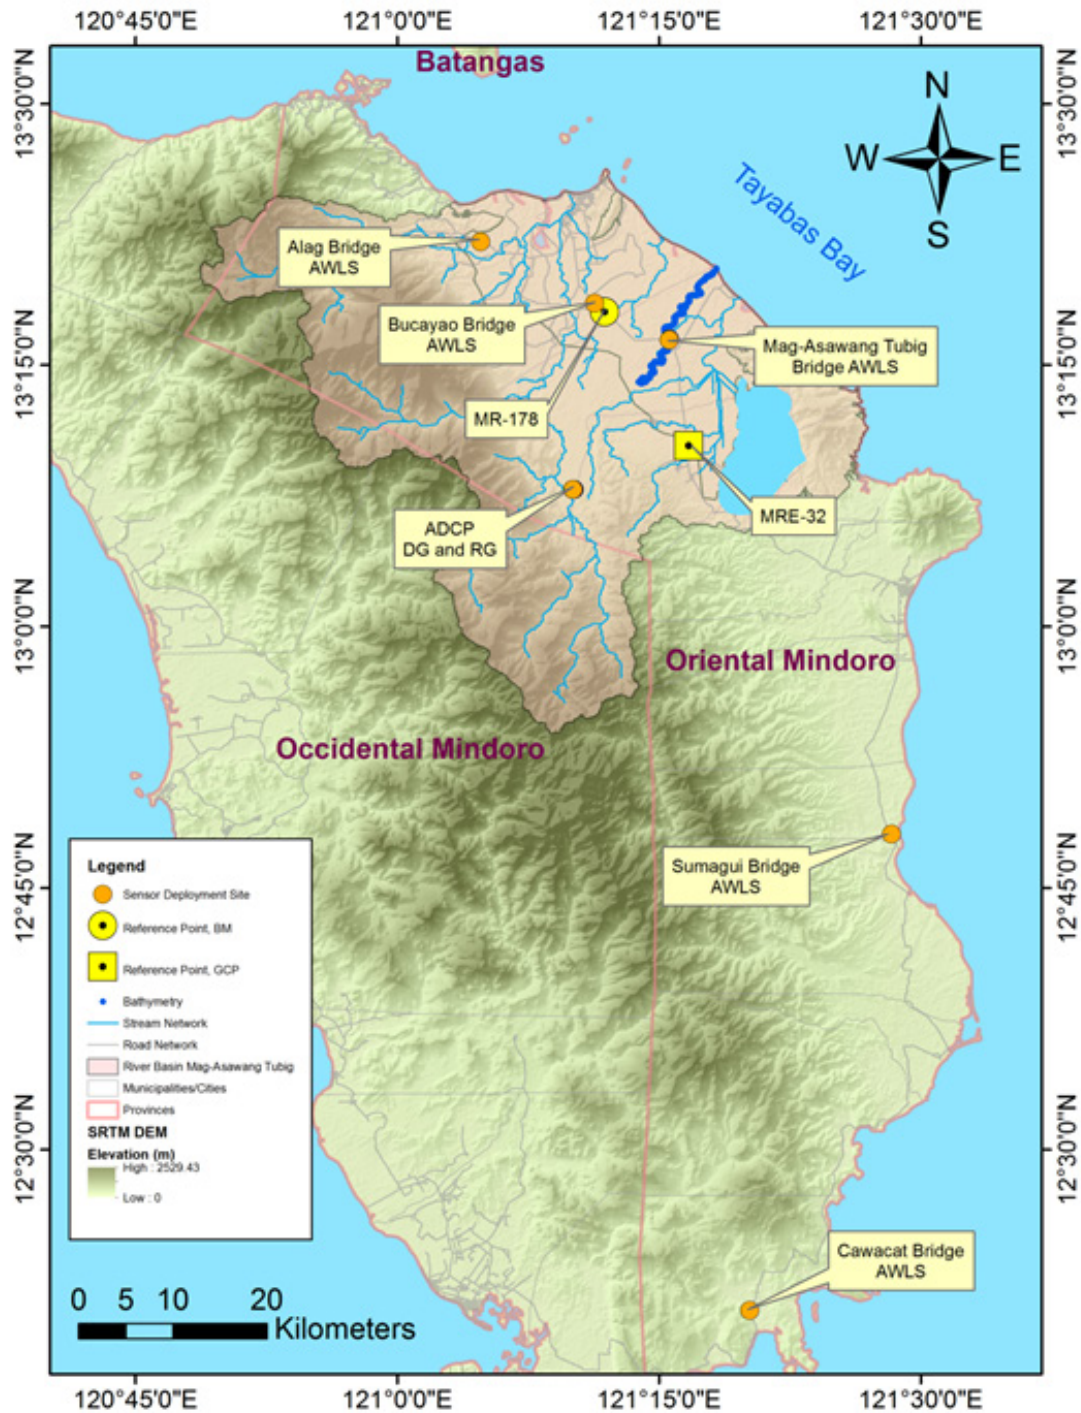 120°45'0"E
121°0'0"E
121°15'0"E
121°30'0"E
Batangas
13°30'0"N
13°30'0"N
N
W
E
S
Tayabas Bay
Alag Bridge
AWLS
Bucayao Bridge
AWLS
Mag-Asawang Tubig
Bridge AWLS
13°15'0"N
13°15'0"N
MR-178
MRE-32
ADCP
DG and RG
13°0'0"N
13°0'0"N
Oriental Mindoro
Occidental Mindoro
Sumagui Bridge
AWLS
12°45'0"N
12°45'0"N
Legend
Sensor Deployment Site
Reference Point, BM
Reference Point, GCP
Bathymetry
Stream Network
Road Network
River Basin Mag-Asawang Tubig
Municipalities/Cities
Provinces
SRTM DEM
Elevation (m)
High : 2529.43
Low : 0
12°30'0"N
12°30'0"N
Cawacat Bridge
AWLS
0 5 10 20
Kilometers
120°45'0"E
121°0'0"E
121°15'0"E
121°30'0"E